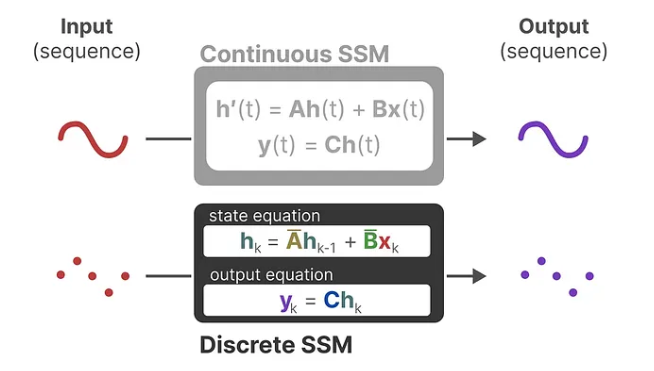 Input
(sequence)
Output
(sequence)
Continuous SSM
h′(t) = Ah(t) + Bx(t)
y(t) = Ch(t)
state equation
hₖ = A̅hₖ₋₁ + B̅xₖ
output equation
yₖ = Chₖ
Discrete SSM